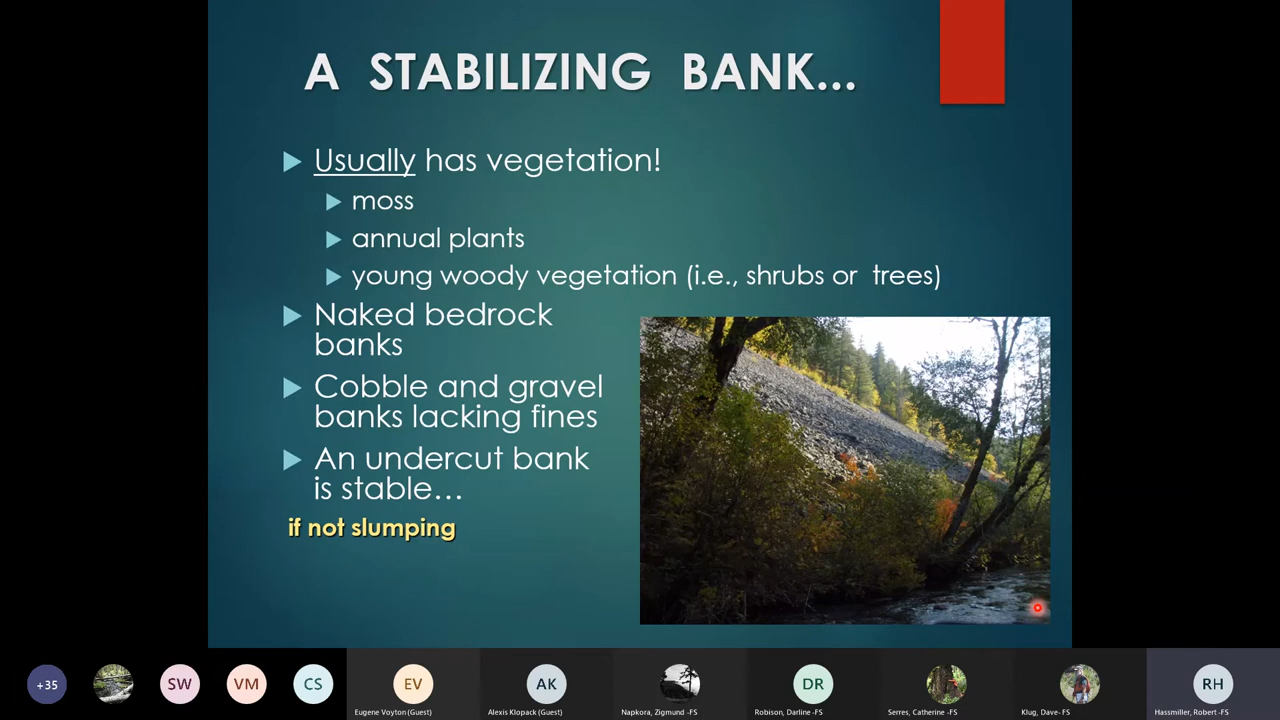 A STABILIZING BANK...
Usually has vegetation!
moss
annual plants
young woody vegetation (i.e., shrubs or trees)
Naked bedrock
banks
Cobble and gravel
banks lacking fines
An undercut bank
is stable...
if not slumping
+35
SW
VM
CS
EV
AK
DR
RH
Eugene Voyton (Guest)
Alexis Klopack (Guest)
Napkora, Zigmund -FS
Robison, Darline -FS
Serres, Catherine -FS
Klug, Dave- FS
Hassmiller, Robert -FS